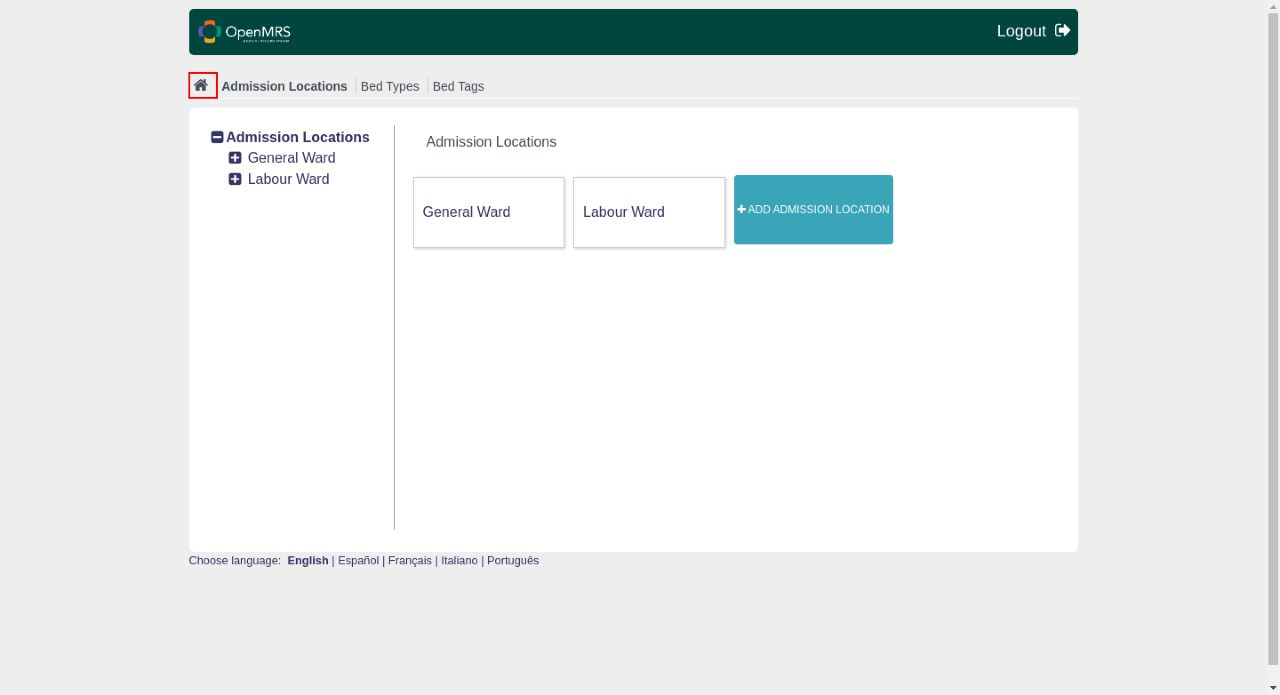 OpenMRS
Logout
Admission Locations Bed Types Bed Tags
Admission Locations
General Ward
Labour Ward
Admission Locations
General Ward Labour Ward ADD ADMISSION LOCATION
Choose language: English | Español | Français | Italiano | Português